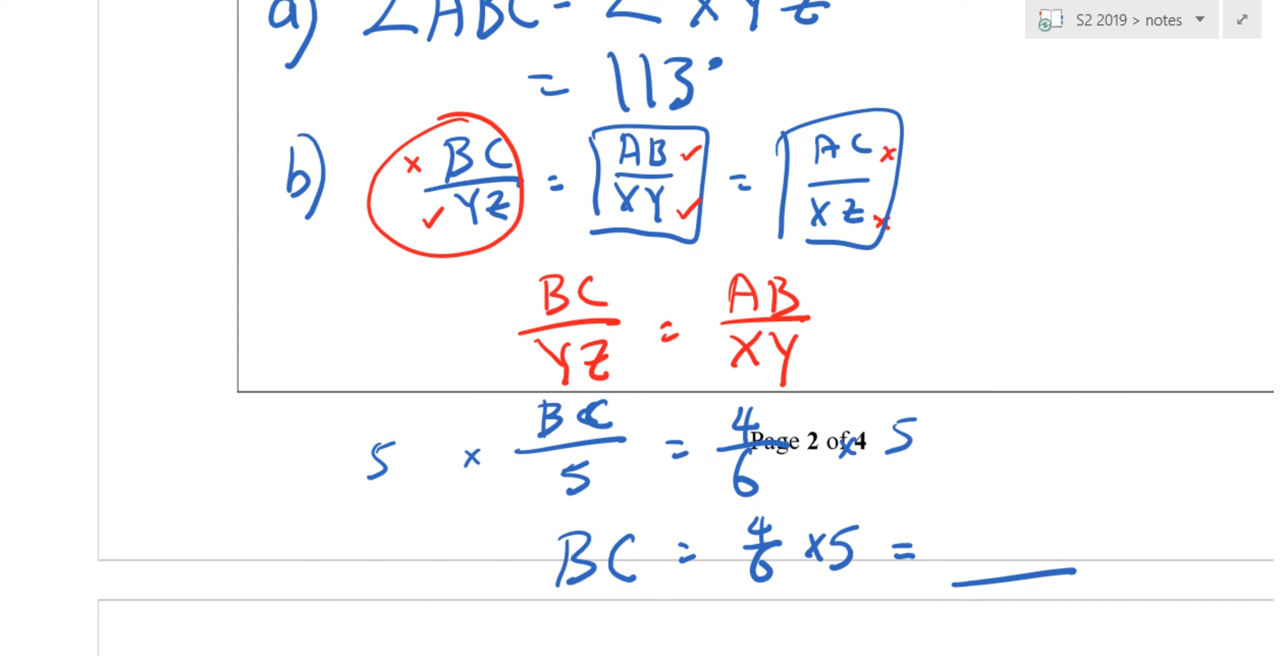 S2 2019 > notes
a) ∠ABC = ∠XYZ
= 113°
b) × BC / ✓ YZ = AB ✓ / XY ✓ = AC × / XZ ×
BC / YZ = AB / XY
5 × BC / 5 = 4 / 6 × 5
Page 2 of 4
BC = 4 / 6 × 5 = ____